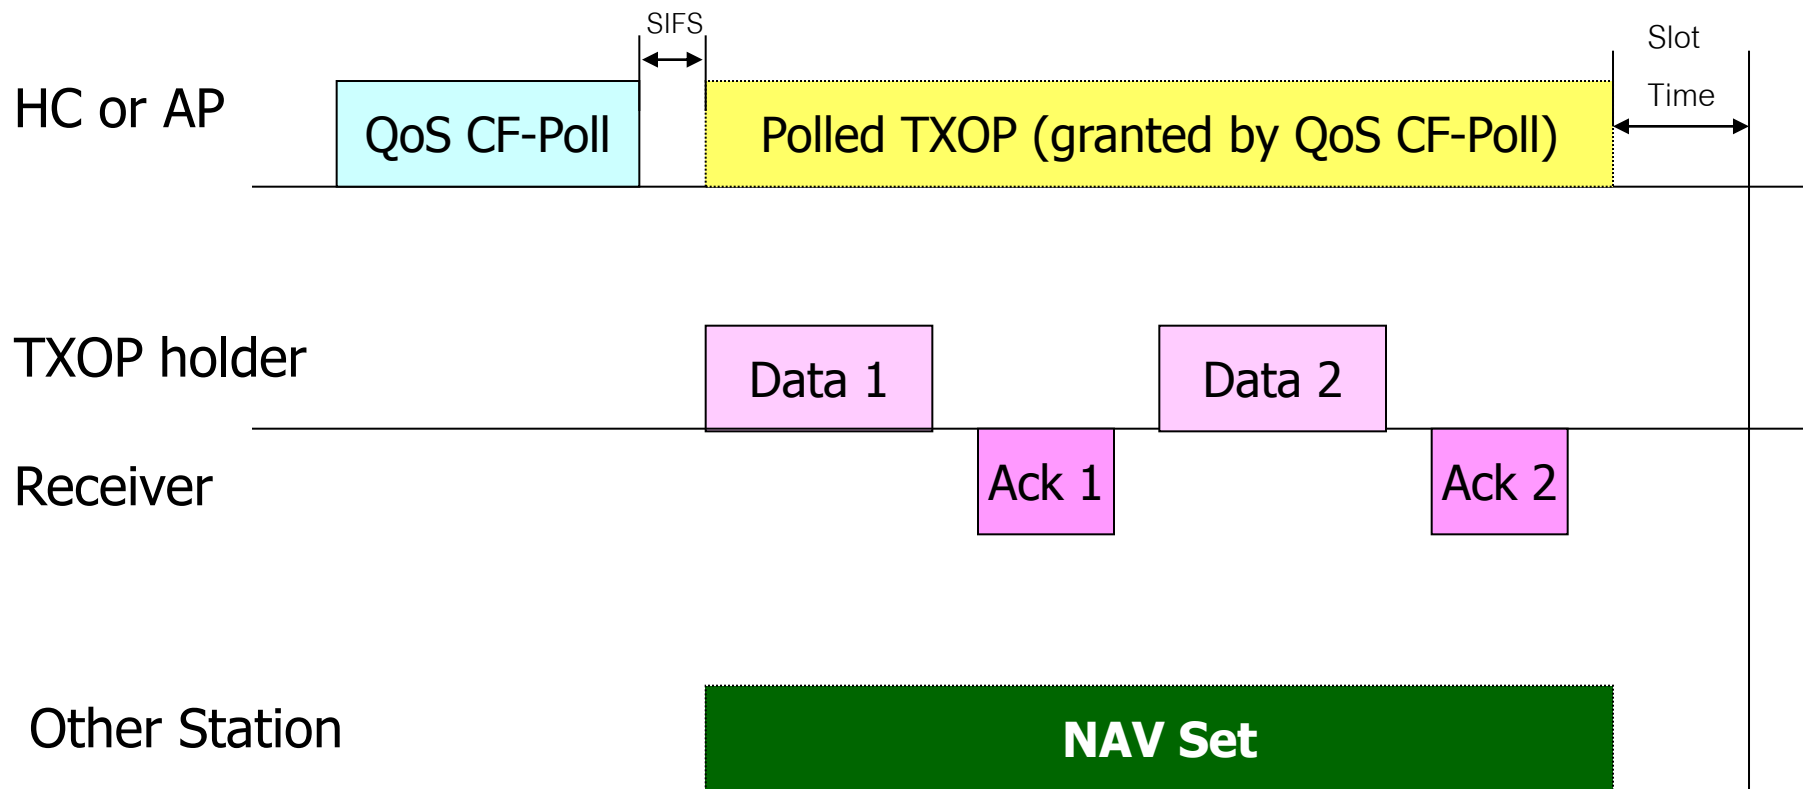 SIFS
Slot
Time
HC or AP
QoS CF-Poll
Polled TXOP (granted by QoS CF-Poll)
TXOP holder
Data 1
Data 2
Receiver
Ack 1
Ack 2
Other Station
NAV Set